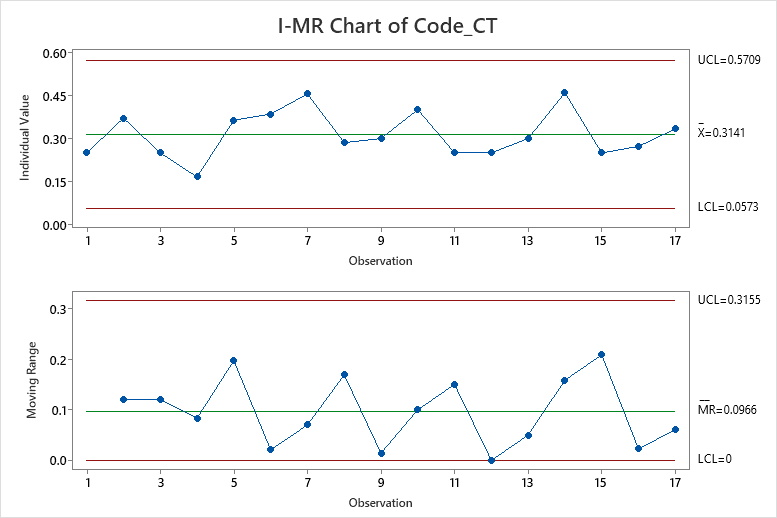 I-MR Chart of Code_CT
Individual Value
0.60
0.45
0.30
0.15
0.00
UCL=0.5709
X̄=0.3141
LCL=0.0573
1 3 5 7 9 11 13 15 17
Observation
Moving Range
0.3
0.2
0.1
0.0
UCL=0.3155
M̅R̅=0.0966
LCL=0
1 3 5 7 9 11 13 15 17
Observation